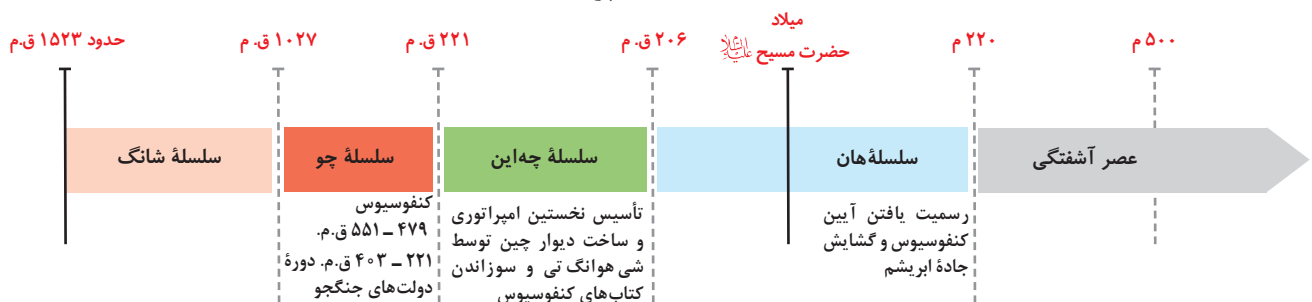 میلاد
حضرت مسیح علیه‌السلام
حدود ۱۵۲۳ ق.م
۱۰۲۷ ق.م
۲۲۱ ق.م
۲۰۶ ق.م
۲۲۰ م
۵۰۰ م
سلسلهٔ شانگ
سلسلهٔ چو
سلسلهٔ چه‌این
سلسلهٔ هان
عصر آشفتگی
کنفوسیوس
۴۷۹ – ۵۵۱ ق.م.
۲۲۱ – ۴۰۳ ق.م. دورهٔ
دولت‌های جنگجو
تأسیس نخستین امپراتوری
و ساخت دیوار چین توسط
شی هوانگ تی و سوزاندن
کتاب‌های کنفوسیوس
رسمیت یافتن آیین
کنفوسیوس و گشایش
جادهٔ ابریشم